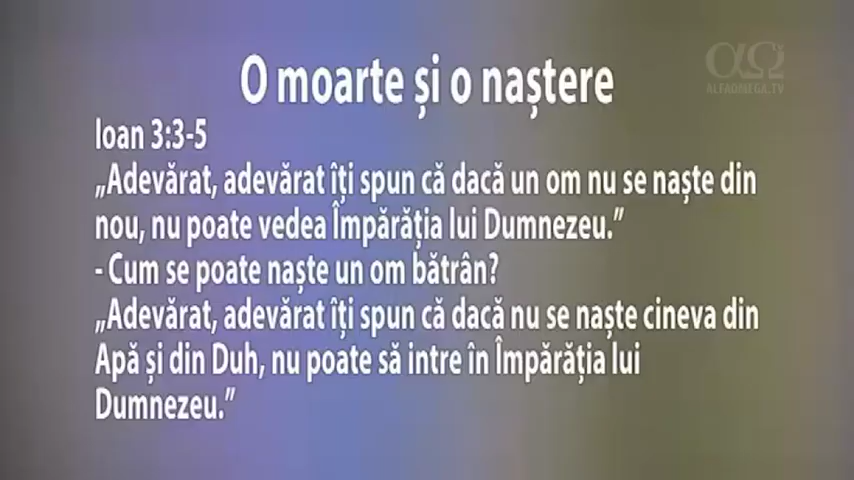 O moarte și o naștere
αΩ TV
ALFAOMEGA.TV
Ioan 3:3-5
„Adevărat, adevărat îți spun că dacă un om nu se naște din
nou, nu poate vedea Împărăția lui Dumnezeu.”
- Cum se poate naște un om bătrân?
„Adevărat, adevărat îți spun că dacă nu se naște cineva din
Apă și din Duh, nu poate să intre în Împărăția lui
Dumnezeu.”